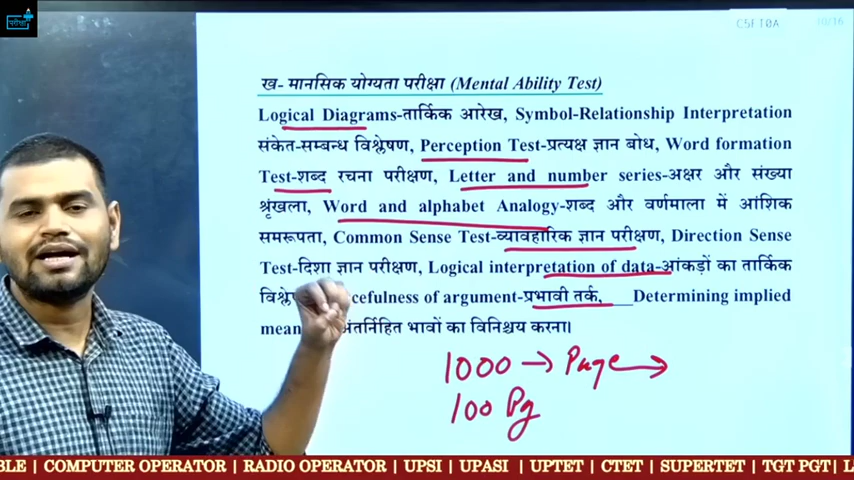 परीक्षा
C5FT0A 10/16
ख- मानसिक योग्यता परीक्षा (Mental Ability Test)
Logical Diagrams-तार्किक आरेख, Symbol-Relationship Interpretation
संकेत-सम्बन्ध विश्लेषण, Perception Test-प्रत्यक्ष ज्ञान बोध, Word formation
Test-शब्द रचना परीक्षण, Letter and number series-अक्षर और संख्या
श्रृंखला, Word and alphabet Analogy-शब्द और वर्णमाला में आंशिक
समरूपता, Common Sense Test-व्यावहारिक ज्ञान परीक्षण, Direction Sense
Test-दिशा ज्ञान परीक्षण, Logical interpretation of data-आंकड़ों का तार्किक
विश्ले cefulness of argument-प्रभावी तर्क, Determining implied
mean अंतर्निहित भावों का विनिश्चय करना।
1000 → Page →
100 Pg
BLE | COMPUTER OPERATOR | RADIO OPERATOR | UPSI | UPASI | UPTET | CTET | SUPERTET | TGT PGT | L